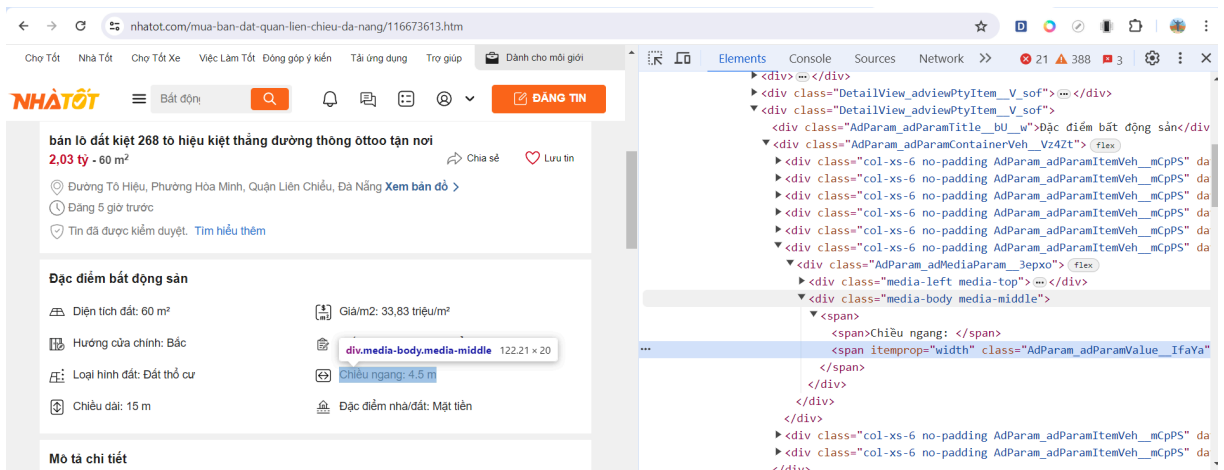 nhatot.com/mua-ban-dat-quan-lien-chieu-da-nang/116673613.htm
Chợ Tốt Nhà Tốt Chợ Tốt Xe Việc Làm Tốt Đóng góp ý kiến Tải ứng dụng Trợ giúp Dành cho môi giới
NHÀTỐT Bất độn ĐĂNG TIN
bán lô đất kiệt 268 tô hiệu kiệt thẳng đường thông ôttoo tận nơi
2,03 tỷ - 60 m² Chia sẻ Lưu tin
Đường Tô Hiệu, Phường Hòa Minh, Quận Liên Chiểu, Đà Nẵng Xem bản đồ >
Đăng 5 giờ trước
Tin đã được kiểm duyệt. Tìm hiểu thêm
Đặc điểm bất động sản
Diện tích đất: 60 m² Giá/m2: 33,83 triệu/m²
Hướng cửa chính: Bắc
div.media-body.media-middle 122.21 × 20
Loại hình đất: Đất thổ cư Chiều ngang: 4.5 m
Chiều dài: 15 m Đặc điểm nhà/đất: Mặt tiền
Mô tả chi tiết
Elements Console Sources Network >> 21 388 3
<div> ... </div>
<div class="DetailView_adviewPtyItem__V_sof"> ... </div>
<div class="DetailView_adviewPtyItem__V_sof">
<div class="AdParam_adParamTitle__bU__w">Đặc điểm bất động sản</div
<div class="AdParam_adParamContainerVeh__Vz4Zt"> flex
<div class="col-xs-6 no-padding AdParam_adParamItemVeh__mCpPS" da
<div class="col-xs-6 no-padding AdParam_adParamItemVeh__mCpPS" da
<div class="col-xs-6 no-padding AdParam_adParamItemVeh__mCpPS" da
<div class="col-xs-6 no-padding AdParam_adParamItemVeh__mCpPS" da
<div class="col-xs-6 no-padding AdParam_adParamItemVeh__mCpPS" da
<div class="col-xs-6 no-padding AdParam_adParamItemVeh__mCpPS" da
<div class="AdParam_adMediaParam__3epxo"> flex
<div class="media-left media-top"> ... </div>
<div class="media-body media-middle">
<span>
<span>Chiều ngang: </span>
... <span itemprop="width" class="AdParam_adParamValue__IfaYa"
</span>
</div>
</div>
</div>
<div class="col-xs-6 no-padding AdParam_adParamItemVeh__mCpPS" da
<div class="col-xs-6 no-padding AdParam_adParamItemVeh__mCpPS" da
</div>